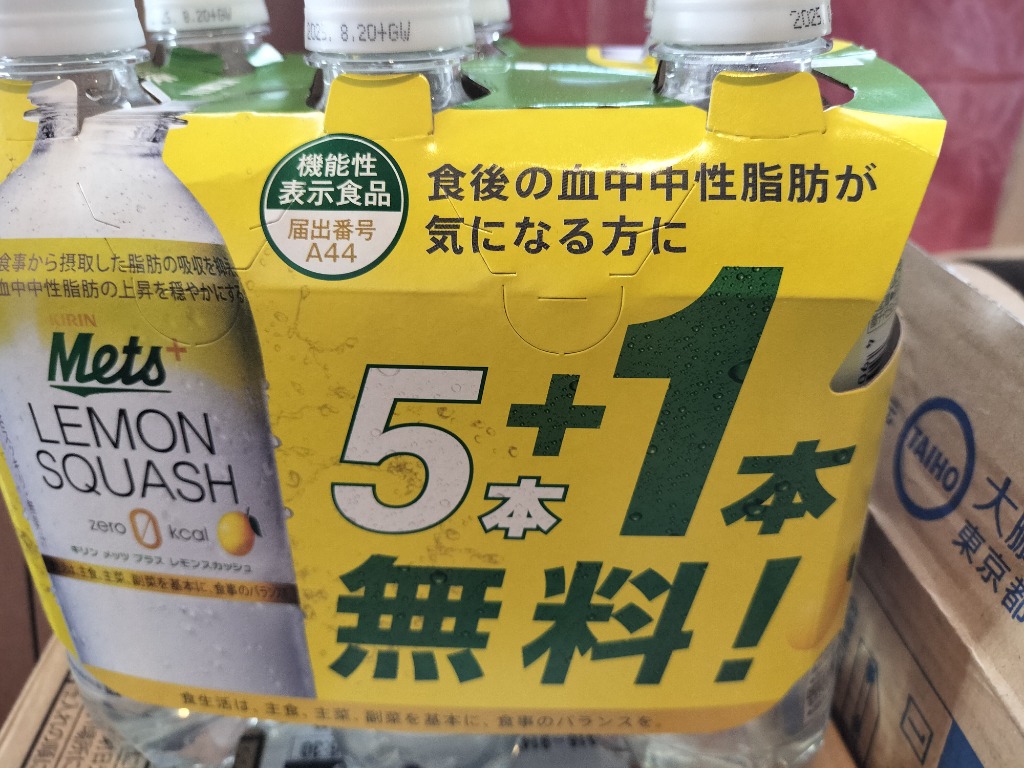 8.20+GW
2025. 8.20+GW
2025.
機能性
表示食品
届出番号
A44
食後の血中中性脂肪が
気になる方に
食事から摂取した脂肪の吸収を抑え
血中中性脂肪の上昇を穏やかにする
KIRIN
Mets+
LEMON
SQUASH
zero 0 kcal
キリン メッツ プラス レモンスカッシュ
主食、主菜、副菜を基本に、食事のバランス
5本+1本
無料!
食生活は、主食、主菜、副菜を基本に、食事のバランスを。
TAIHO
大鵬
東京都